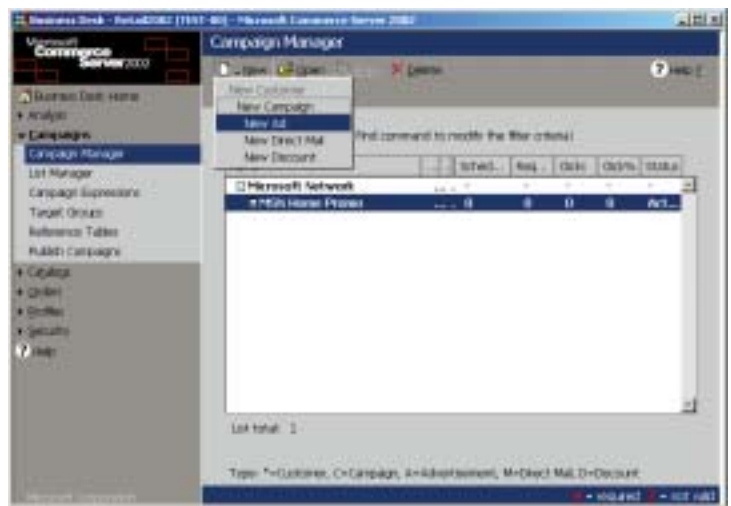 Business Desk - Retail2002 [TEST-BD] - Microsoft Commerce Server 2002
Microsoft
Commerce
Server 2002
Campaign Manager
New
Open
Delete
Help
New Customer
New Campaign
New Ad
New Direct Mail
New Discount
Find command to modify the filter criteria)
Business Desk Home
Analysis
Campaigns
Campaign Manager
List Manager
Campaign Expressions
Target Groups
Reference Tables
Publish Campaigns
Catalogs
Orders
Profiles
Security
Help
Sched... Req... Clicks Click% Status
Microsoft Network
MSN Home Promo ... 0 0 0 0 Act...
List total: 1
Type: *=Customer, C=Campaign, A=Advertisement, M=Direct Mail, D=Discount
Microsoft Corporation
= required = not valid